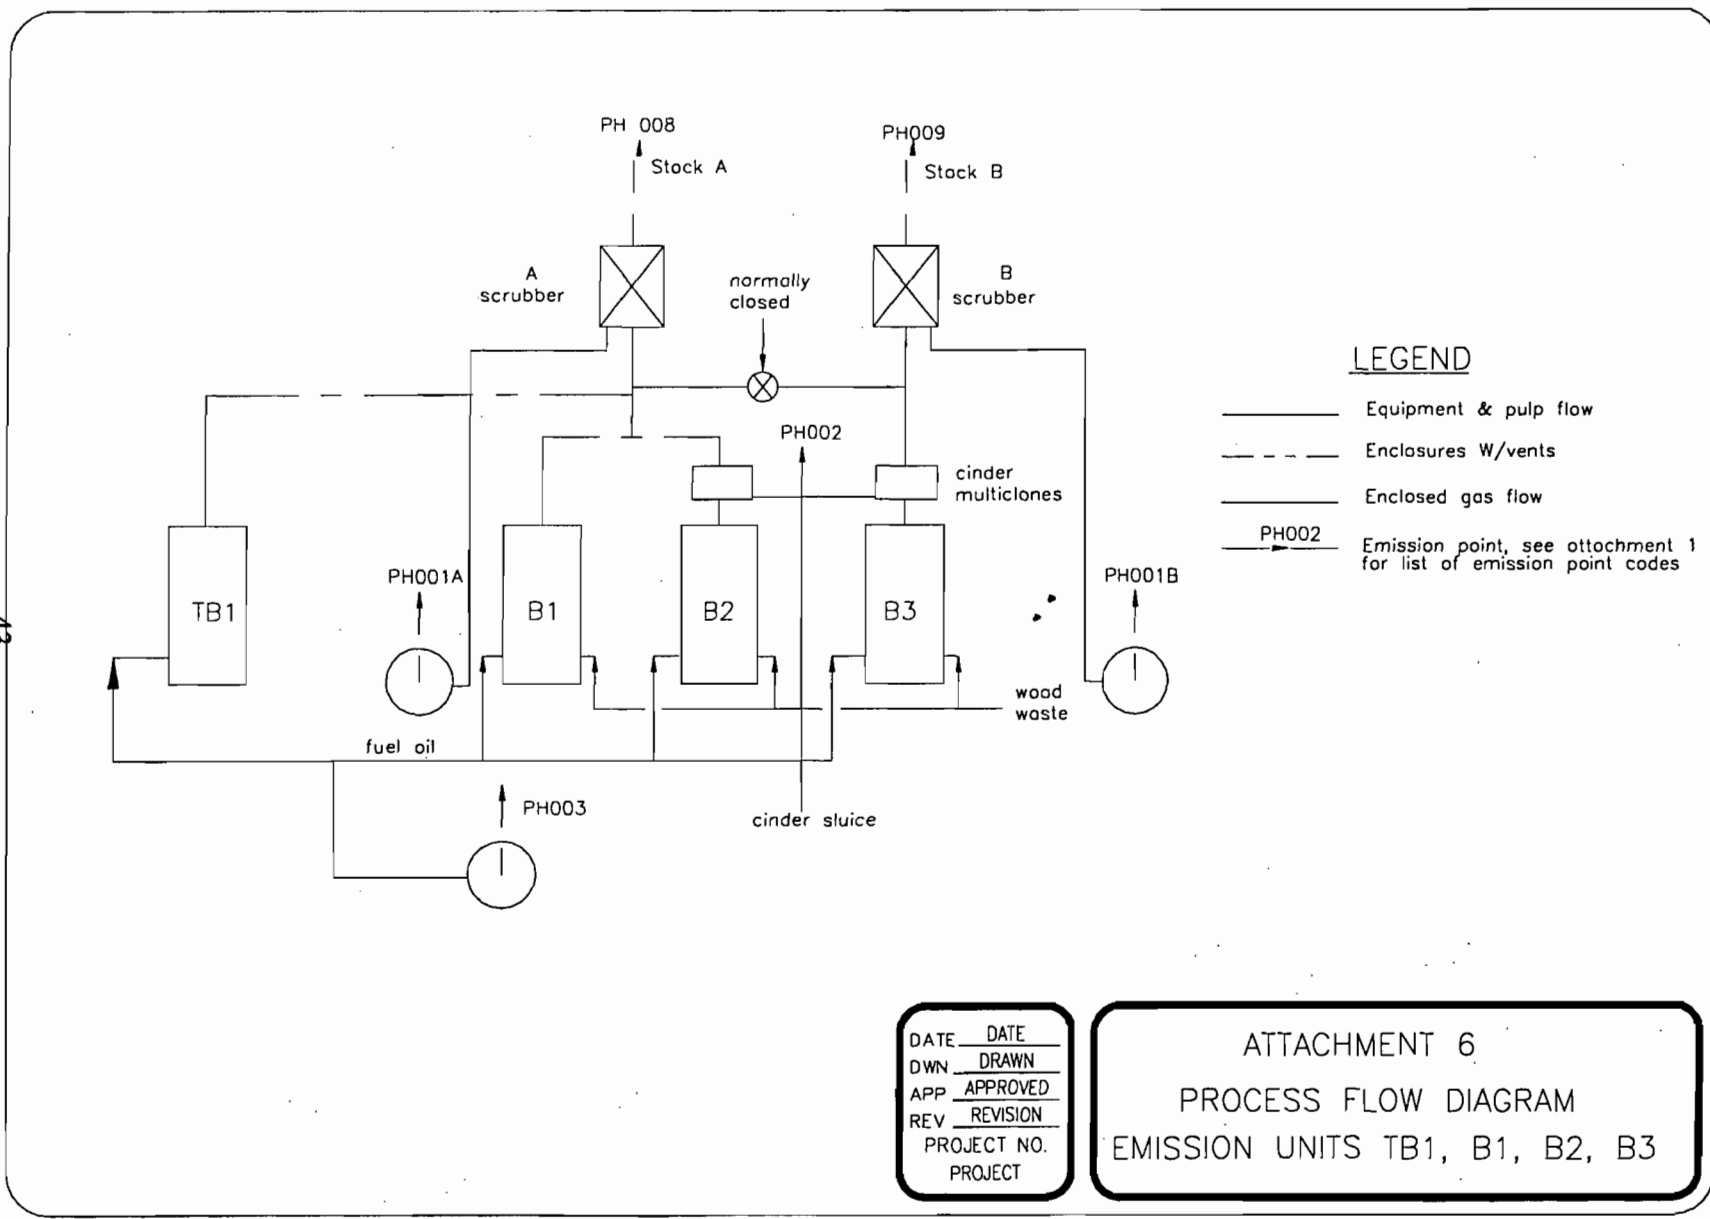 PH 008
Stock A
PH009
Stock B
A
scrubber
normally
closed
B
scrubber
PH002
cinder
multiclones
LEGEND
Equipment & pulp flow
Enclosures W/vents
Enclosed gas flow
PH002
Emission point, see ottochment 1
for list of emission point codes
PH001A
PH001B
TB1
B1
B2
B3
wood
waste
fuel oil
PH003
cinder sluice
DATE DATE
DWN DRAWN
APP APPROVED
REV REVISION
PROJECT NO.
PROJECT
ATTACHMENT 6
PROCESS FLOW DIAGRAM
EMISSION UNITS TB1, B1, B2, B3